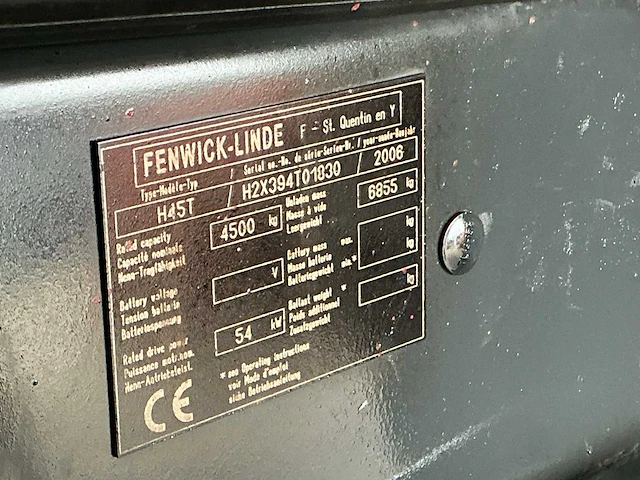 FENWICK-LINDE F - St. Quentin en Y
Type-Modèle-Typ / Serial no.-No. de série-Serien-Nr. / year-année-Baujahr
H45T / H2X394T01830 / 2006
Rated capacity
Capacité nominale
Nenn-Tragfähigkeit
4500 kg
Unladen mass
Masse à vide
Leergewicht
6855 kg
Battery voltage
Tension batterie
Batteriespannung
V
Battery mass max.
Masse batterie
Batteriegewicht min.*
kg
kg
Rated drive power
Puissance motr.nom.
Nenn-Antriebsleist.
54 kW
Ballast weight *
Poids additionnel
Zusatzgewicht
kg
* see Operating Instructions
voir Mode d'emploi
siehe Betriebsanleitung
CE